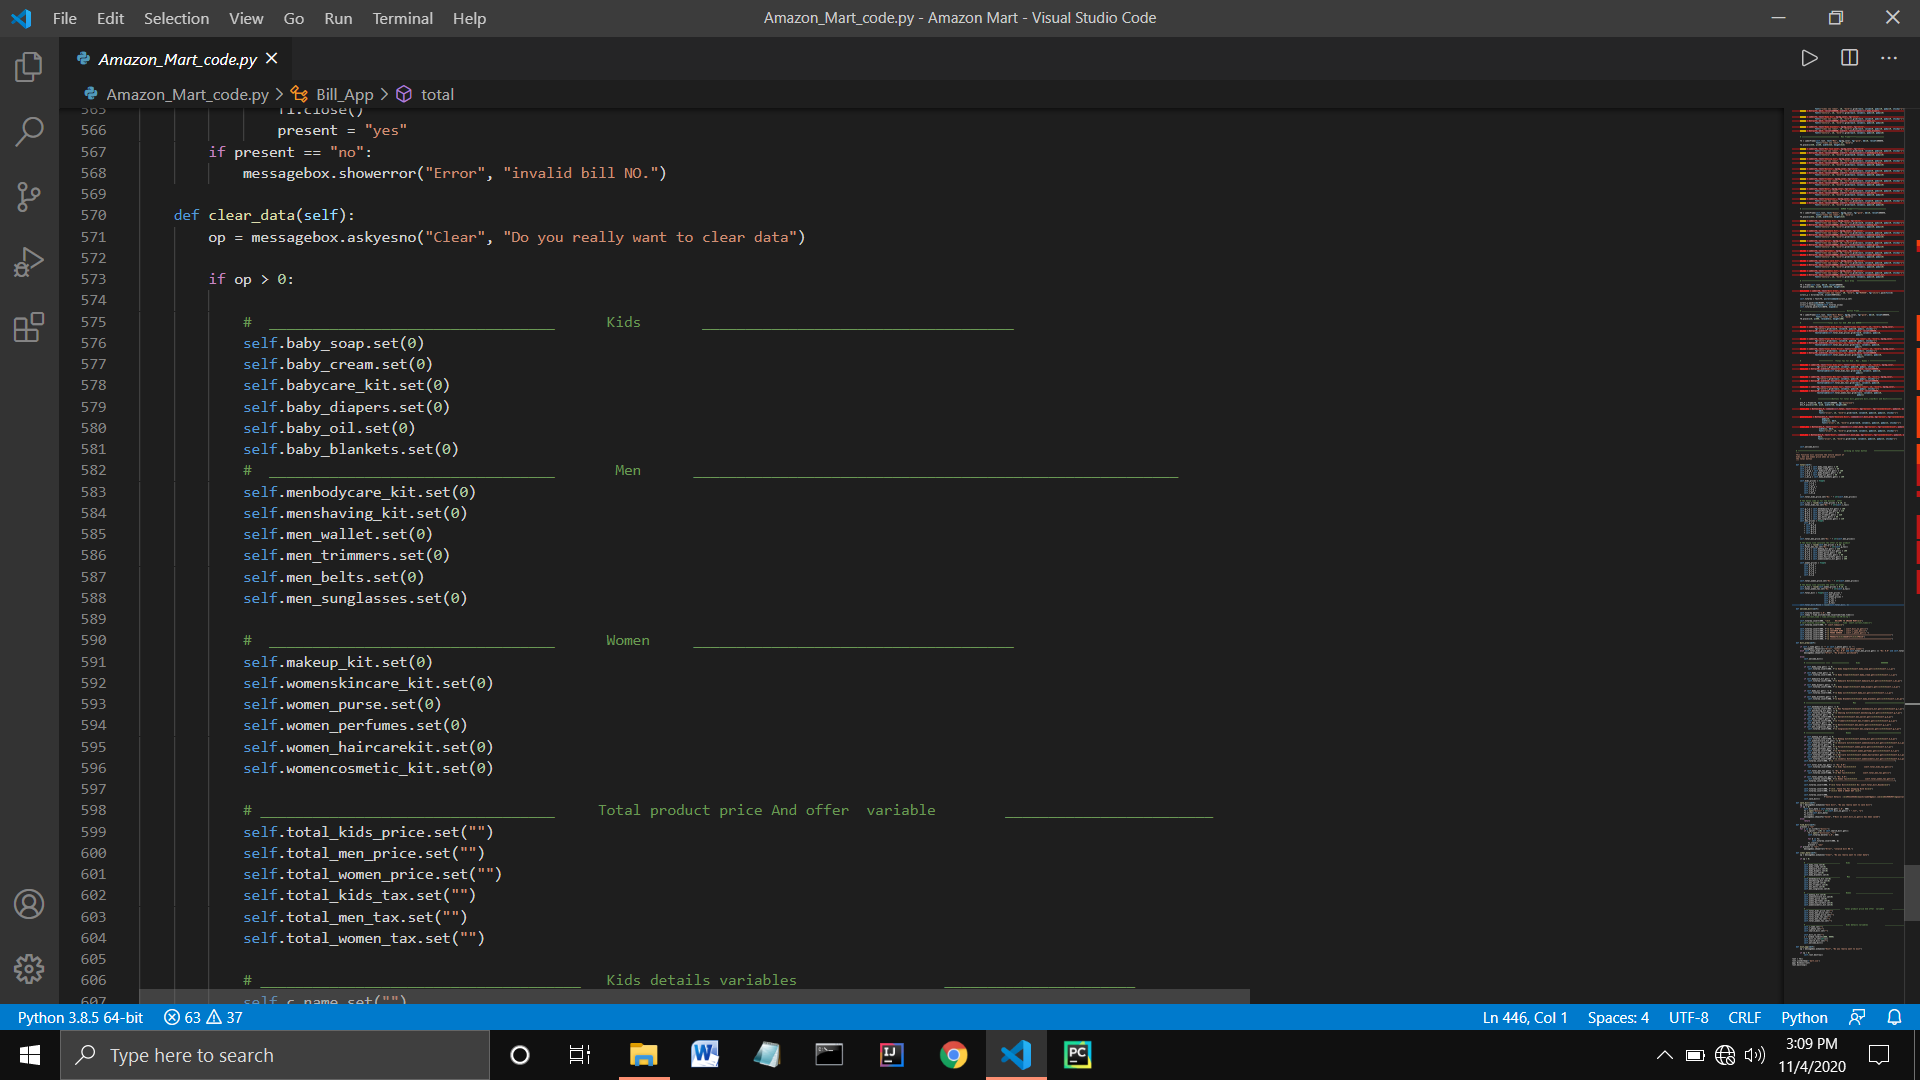 File Edit Selection View Go Run Terminal Help
Amazon_Mart_code.py - Amazon Mart - Visual Studio Code
Amazon_Mart_code.py
Amazon_Mart_code.py > Bill_App > total
565 f1.close()
566 present = "yes"
567 if present == "no":
568 messagebox.showerror("Error", "invalid bill NO.")
569
570 def clear_data(self):
571 op = messagebox.askyesno("Clear", "Do you really want to clear data")
572
573 if op > 0:
574
575 # _________________________________ Kids ____________________________________
576 self.baby_soap.set(0)
577 self.baby_cream.set(0)
578 self.babycare_kit.set(0)
579 self.baby_diapers.set(0)
580 self.baby_oil.set(0)
581 self.baby_blankets.set(0)
582 # _________________________________ Men ________________________________________________________
583 self.menbodycare_kit.set(0)
584 self.menshaving_kit.set(0)
585 self.men_wallet.set(0)
586 self.men_trimmers.set(0)
587 self.men_belts.set(0)
588 self.men_sunglasses.set(0)
589
590 # _________________________________ Women _____________________________________
591 self.makeup_kit.set(0)
592 self.womenskincare_kit.set(0)
593 self.women_purse.set(0)
594 self.women_perfumes.set(0)
595 self.women_haircarekit.set(0)
596 self.womencosmetic_kit.set(0)
597
598 # __________________________________ Total product price And offer  variable ________________________
599 self.total_kids_price.set("")
600 self.total_men_price.set("")
601 self.total_women_price.set("")
602 self.total_kids_tax.set("")
603 self.total_men_tax.set("")
604 self.total_women_tax.set("")
605
606 # _____________________________________ Kids details variables ______________________
607 self.c_name.set("")
Python 3.8.5 64-bit 63 37
Ln 446, Col 1 Spaces: 4 UTF-8 CRLF Python
Type here to search
3:09 PM
11/4/2020